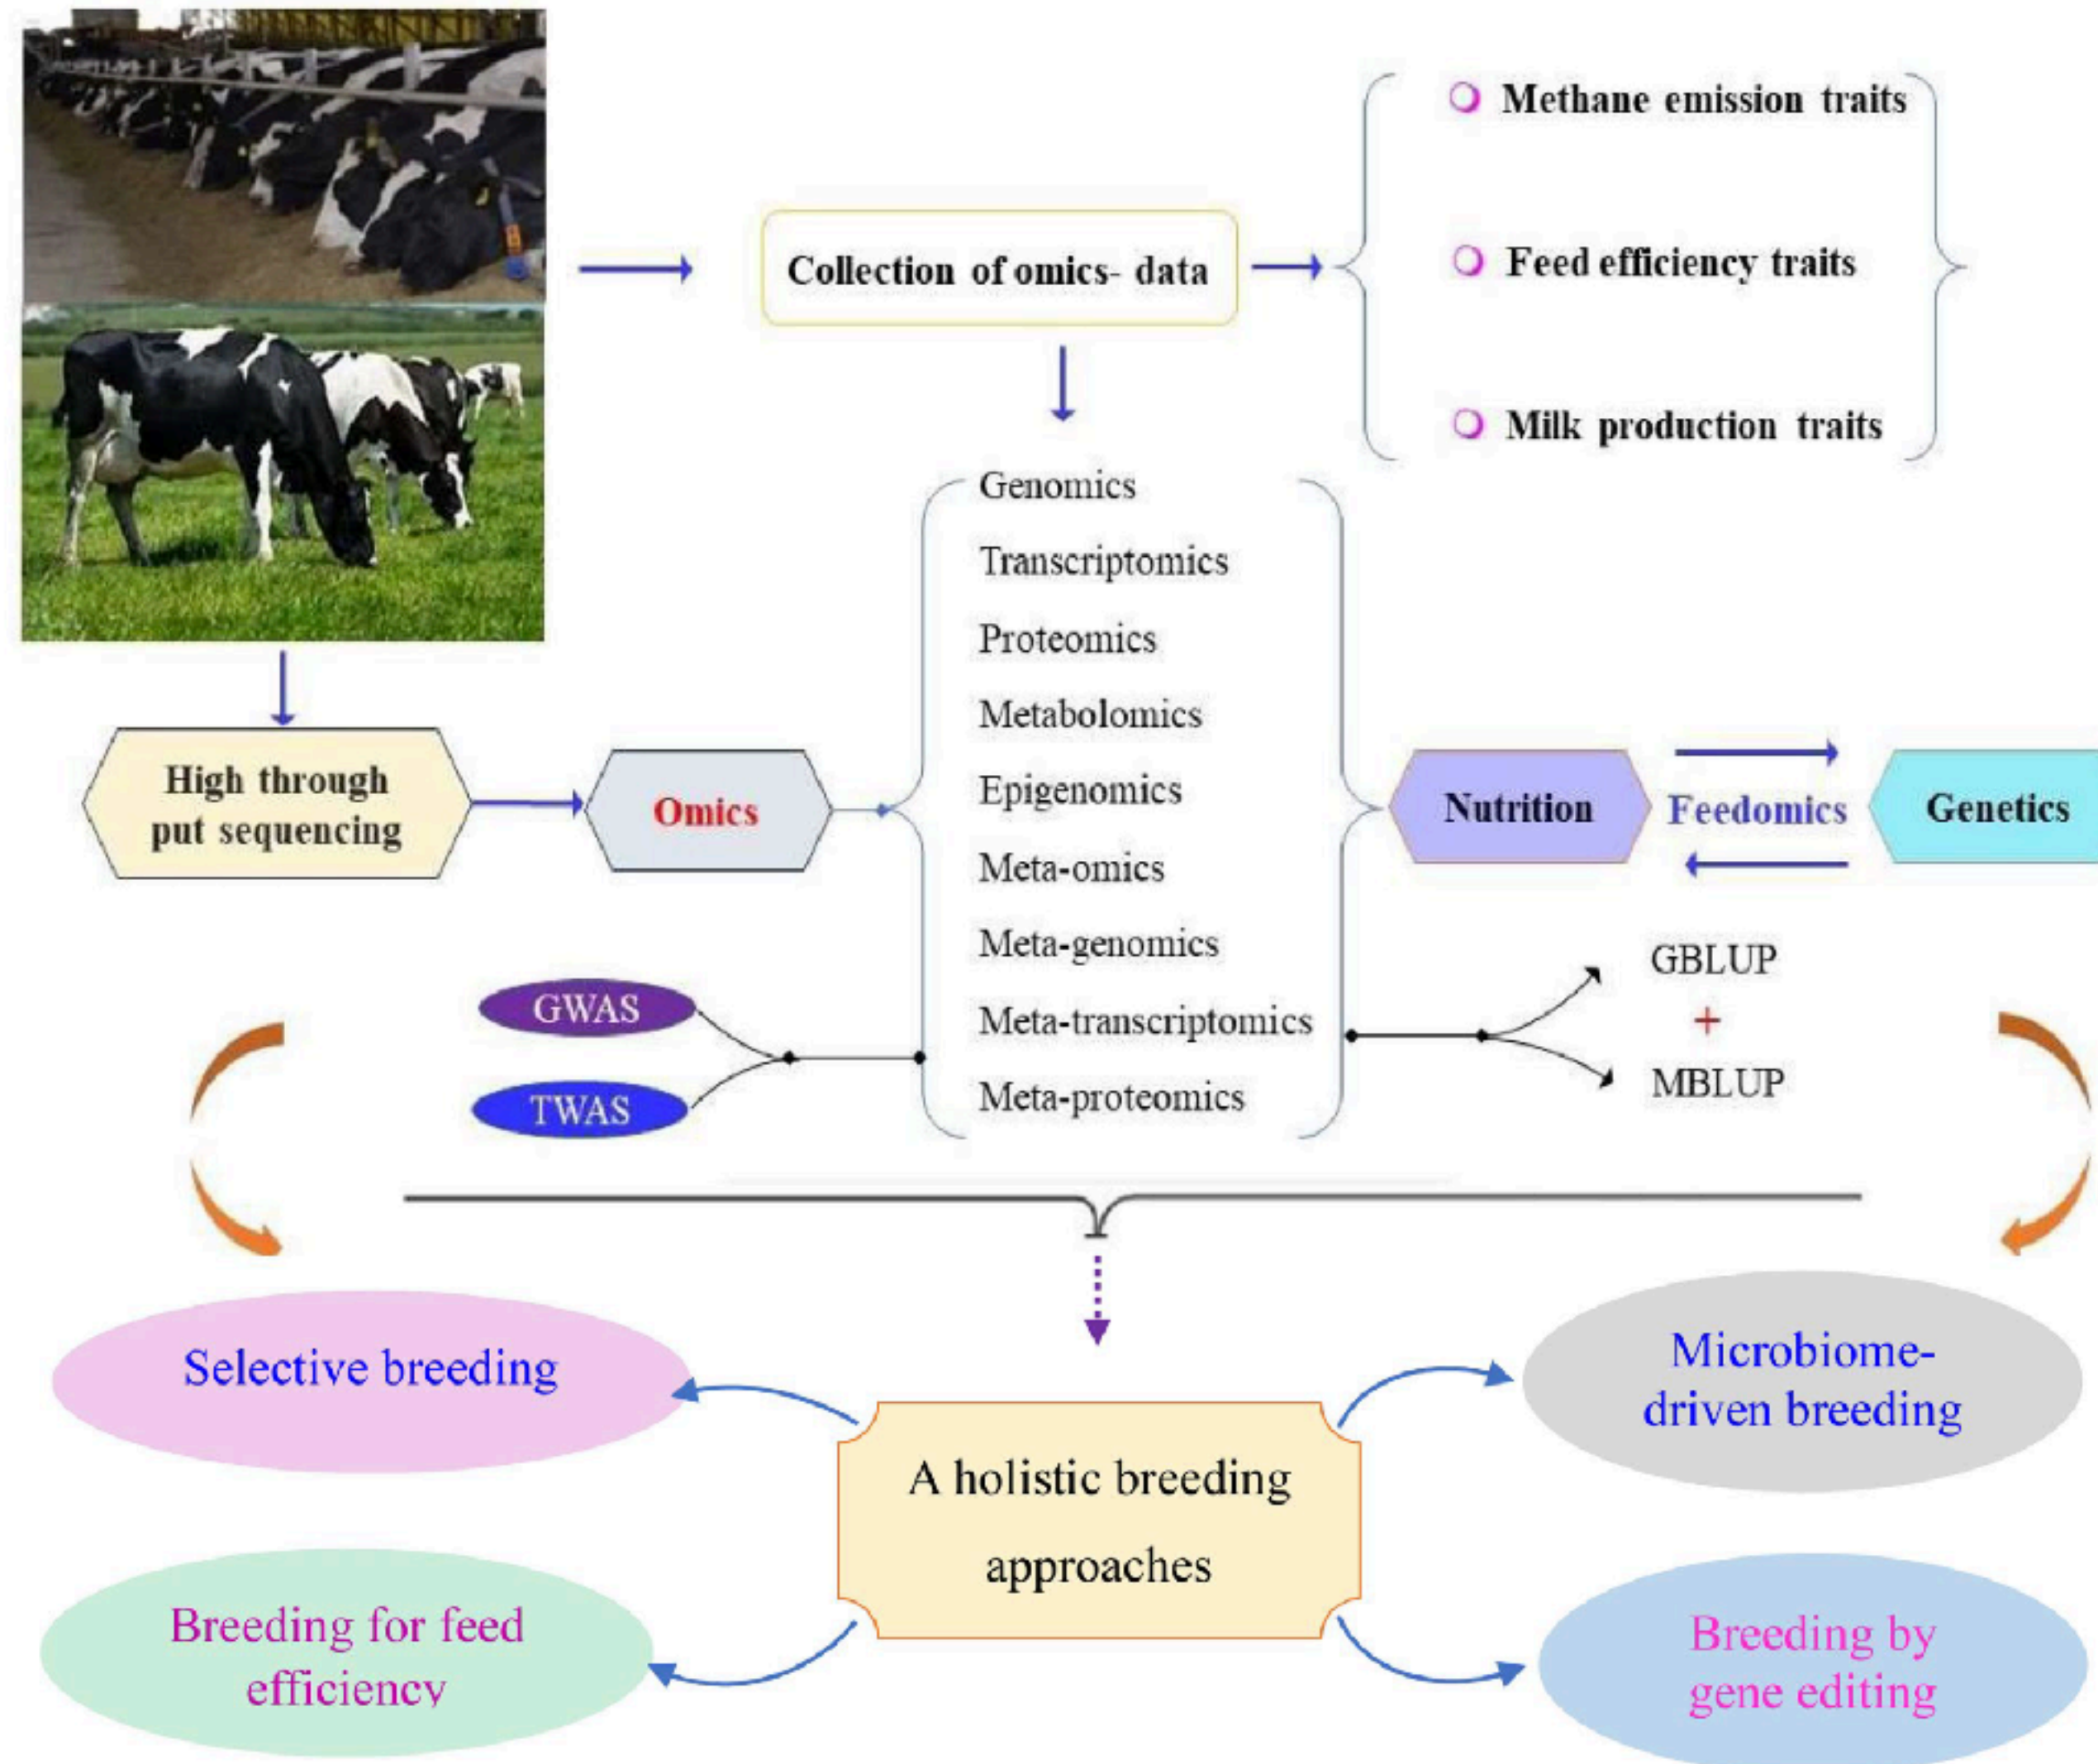 Methane emission traits
Collection of omics- data
Feed efficiency traits
Milk production traits
Genomics
Transcriptomics
Proteomics
Metabolomics
Epigenomics
Meta-omics
Meta-genomics
Meta-transcriptomics
Meta-proteomics
High through
put sequencing
Omics
Nutrition
Feedomics
Genetics
GWAS
TWAS
GBLUP
+
MBLUP
Selective breeding
Microbiome-
driven breeding
A holistic breeding
approaches
Breeding for feed
efficiency
Breeding by
gene editing